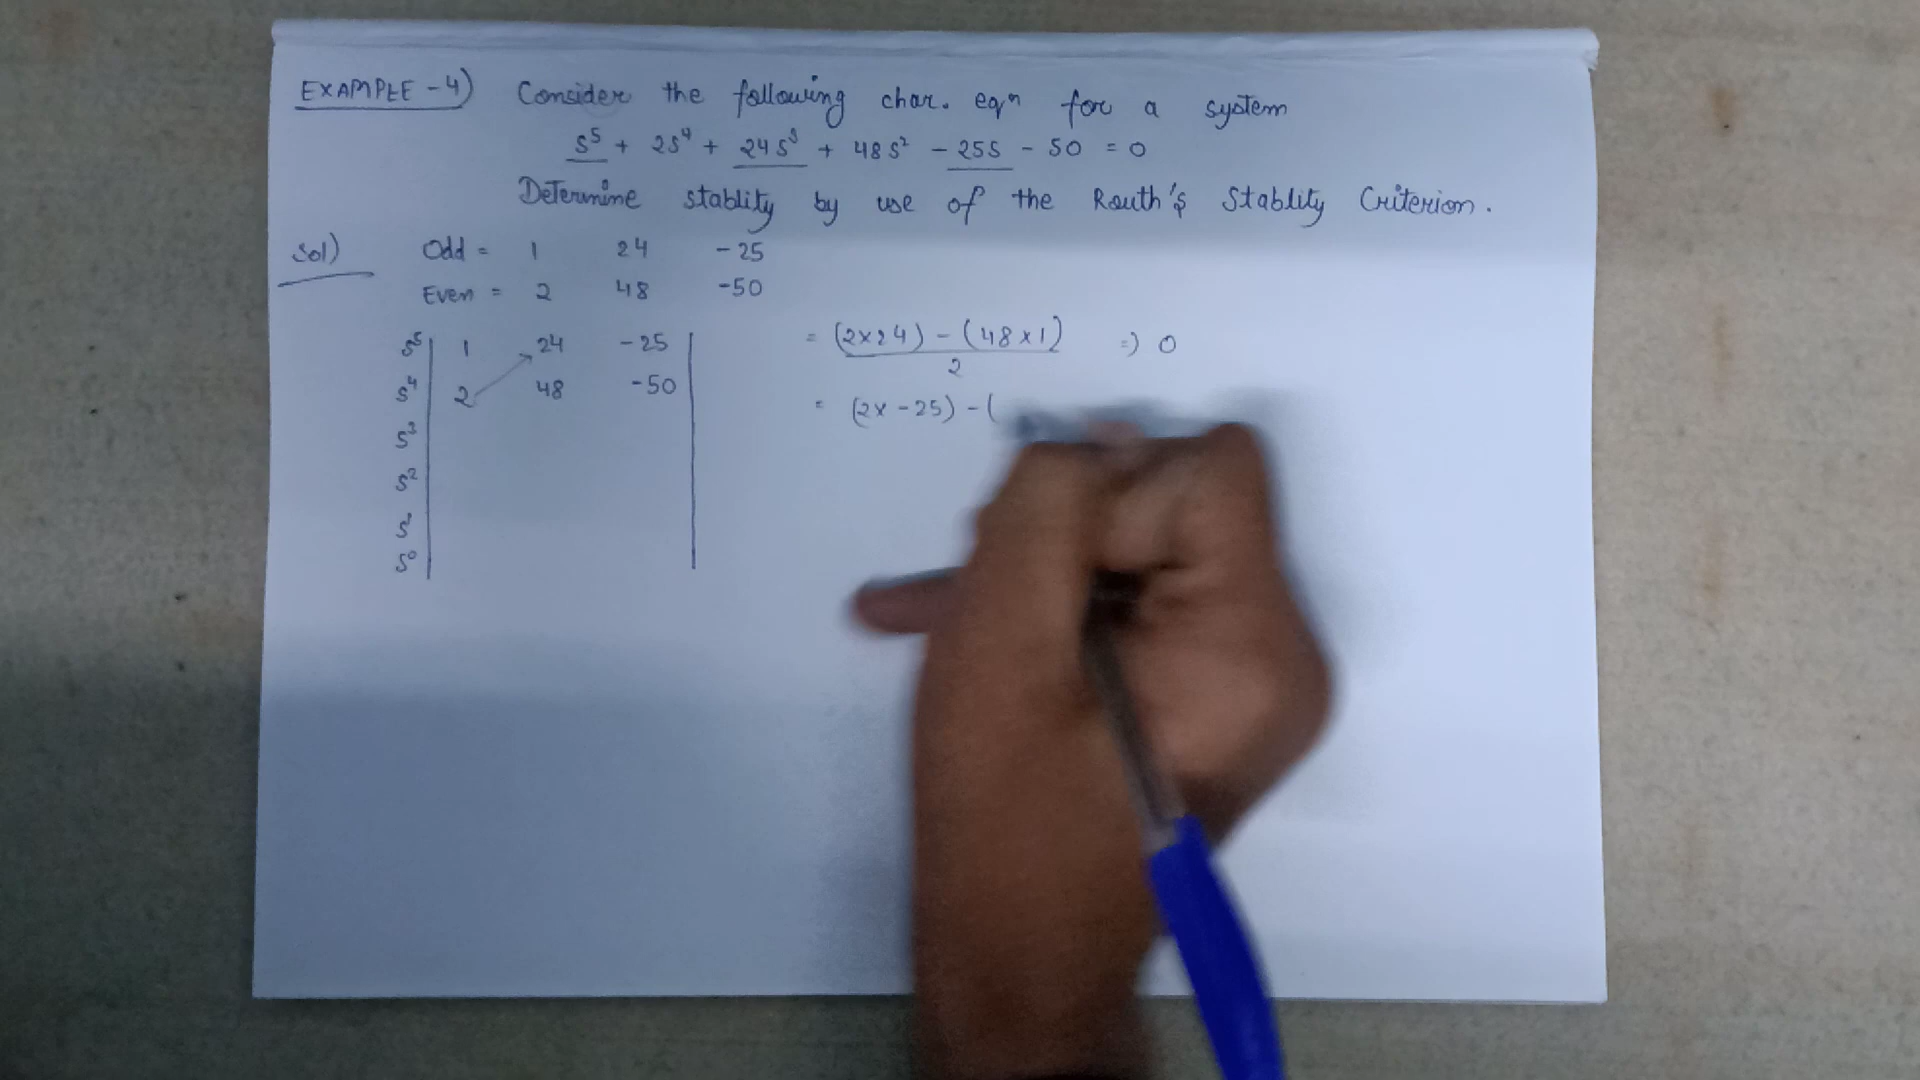 EXAMPLE - 4) Consider the following char. eqn for a system
s⁵ + 2s⁴ + 24s³ + 48s² - 25s - 50 = 0
Determine stablity by use of the Routh's Stablity Criterion.
Sol) Odd = 1 24 -25
Even = 2 48 -50
s⁵ 1 24 -25
s⁴ 2 48 -50
s³
s²
s¹
s⁰
= (2×24) - (48×1) ⇒ 0
2
= (2× -25) - (